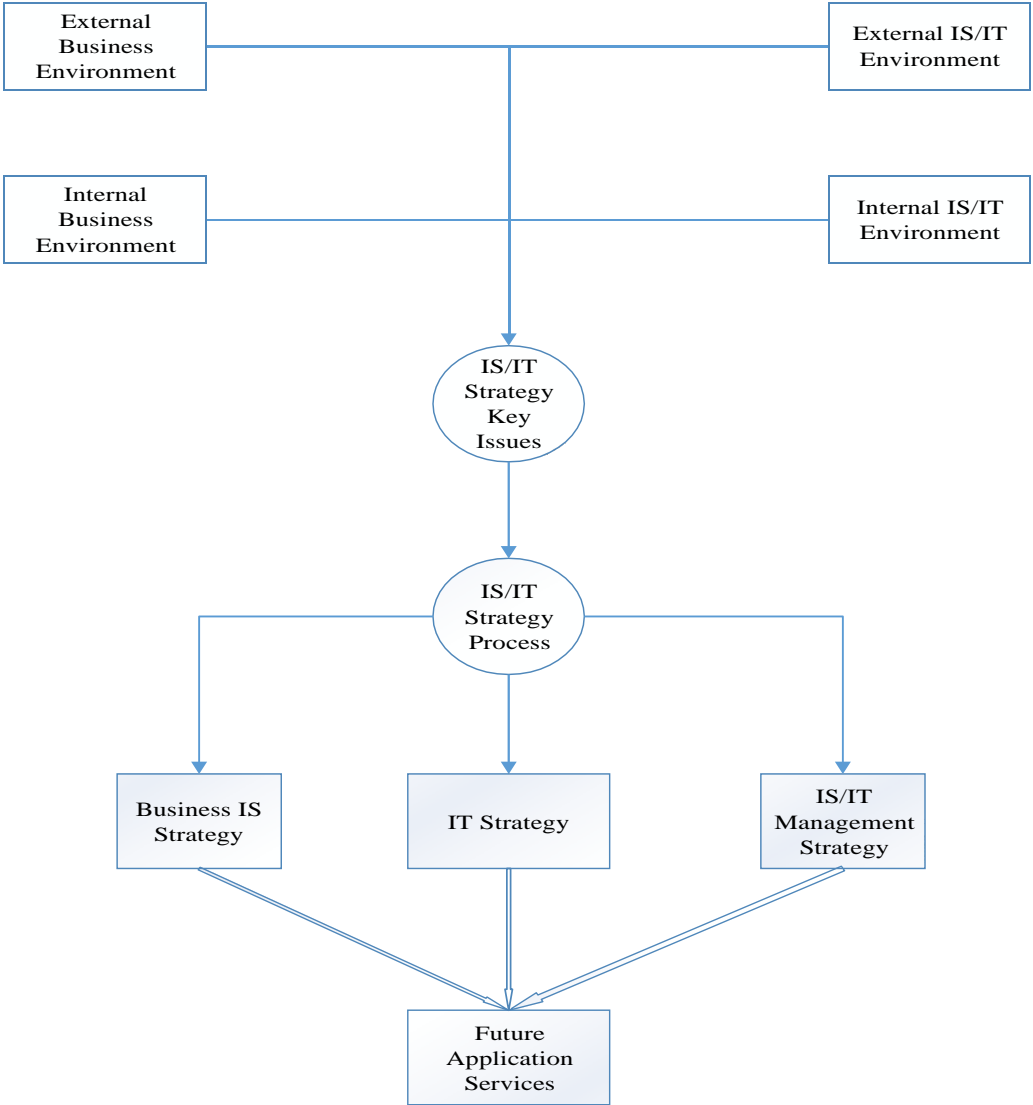 External
Business
Environment
External IS/IT
Environment
Internal
Business
Environment
Internal IS/IT
Environment
IS/IT
Strategy
Key
Issues
IS/IT
Strategy
Process
Business IS
Strategy
IT Strategy
IS/IT
Management
Strategy
Future
Application
Services